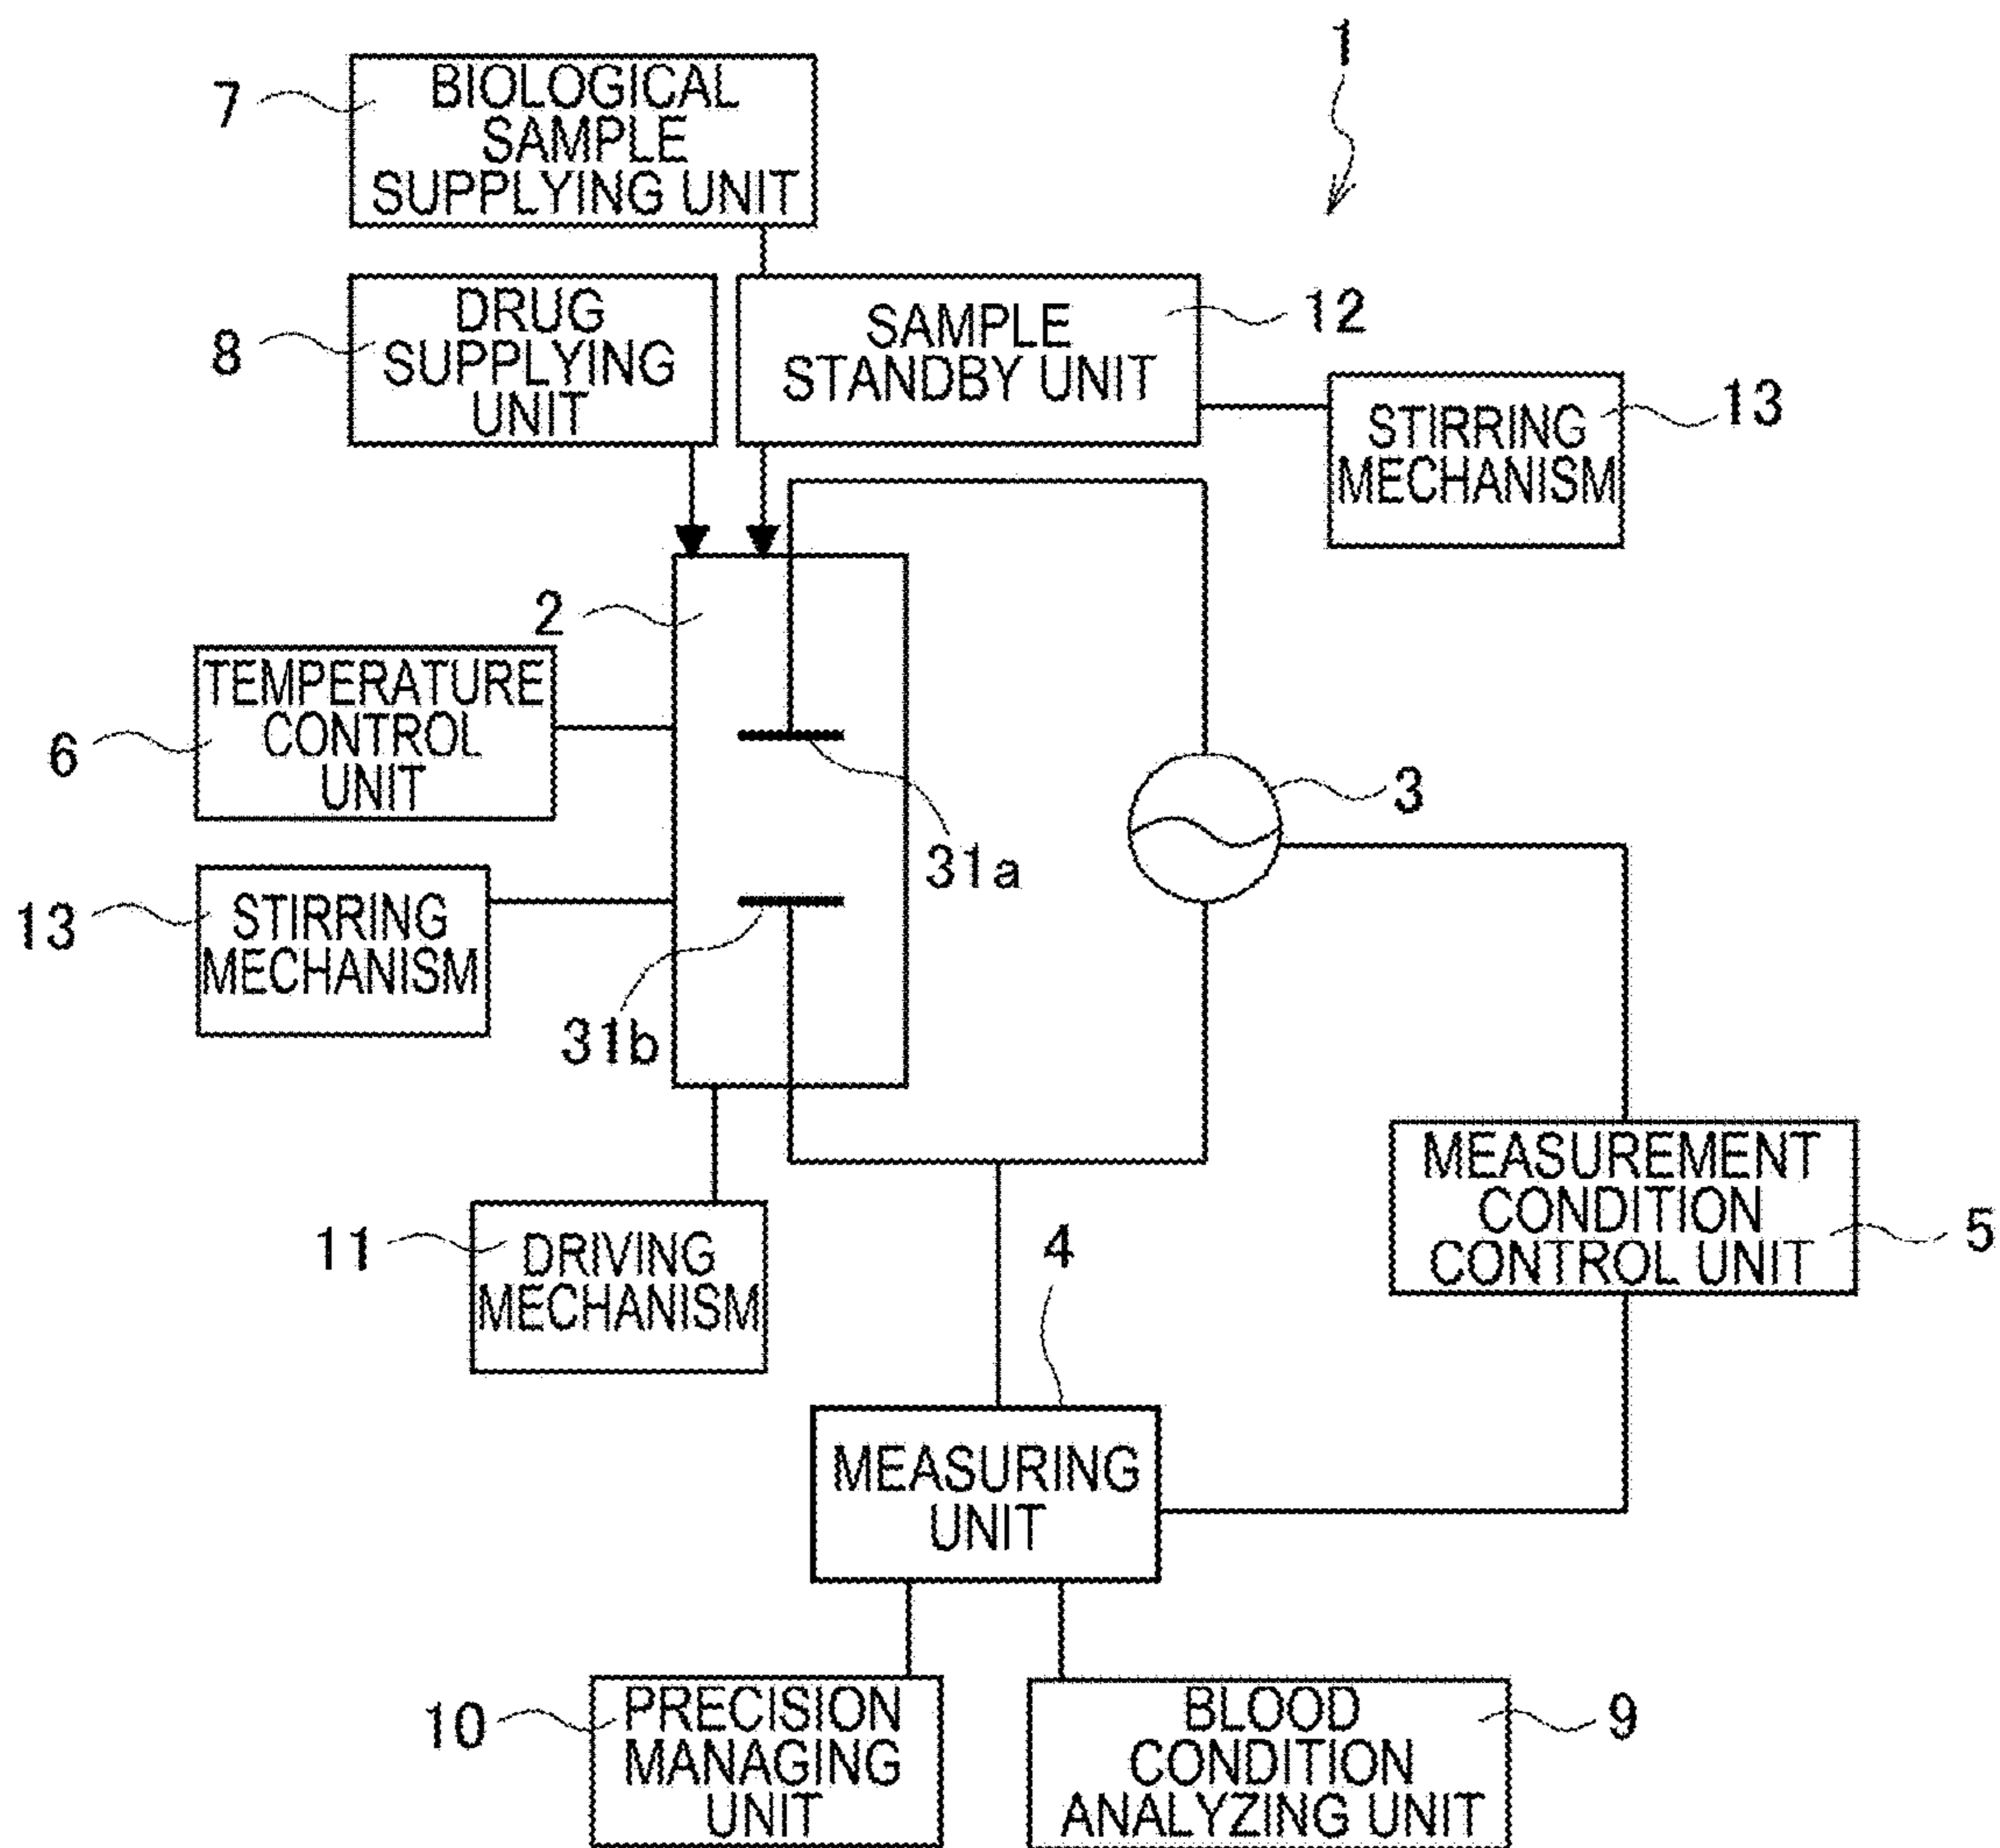 1
7
BIOLOGICAL
SAMPLE
SUPPLYING UNIT
8
DRUG
SUPPLYING
UNIT
SAMPLE
STANDBY UNIT
12
STIRRING
MECHANISM
13
2
TEMPERATURE
CONTROL
UNIT
6
3
31a
13
STIRRING
MECHANISM
31b
11
DRIVING
MECHANISM
4
MEASUREMENT
CONDITION
CONTROL UNIT
5
MEASURING
UNIT
10
PRECISION
MANAGING
UNIT
BLOOD
CONDITION
ANALYZING UNIT
9